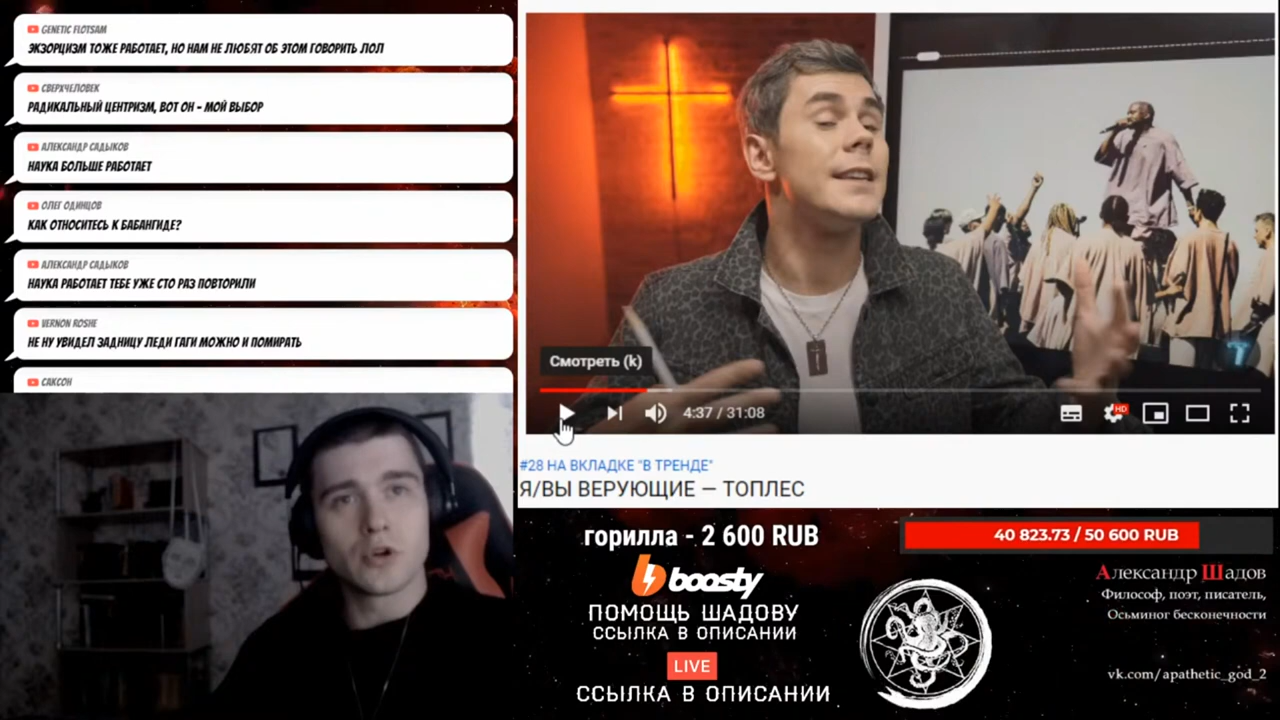 GENETIC FLOTSAM
ЭКЗОРЦИЗМ ТОЖЕ РАБОТАЕТ, НО НАМ НЕ ЛЮБЯТ ОБ ЭТОМ ГОВОРИТЬ ЛОЛ
СВЕРХЧЕЛОВЕК
РАДИКАЛЬНЫЙ ЦЕНТРИЗМ, ВОТ ОН - МОЙ ВЫБОР
АЛЕКСАНДР САДЫКОВ
НАУКА БОЛЬШЕ РАБОТАЕТ
ОЛЕГ ОДИНЦОВ
КАК ОТНОСИТЕСЬ К БАБАНГИДЕ?
АЛЕКСАНДР САДЫКОВ
НАУКА РАБОТАЕТ ТЕБЕ УЖЕ СТО РАЗ ПОВТОРИЛИ
VERNON ROSHE
НЕ НУ УВИДЕЛ ЗАДНИЦУ ЛЕДИ ГАГИ МОЖНО И ПОМИРАТЬ
САКСОН
Смотреть (k)
4:37 / 31:08
HD
#28 НА ВКЛАДКЕ "В ТРЕНДЕ"
Я/ВЫ ВЕРУЮЩИЕ — ТОПЛЕС
горилла - 2 600 RUB
40 823.73 / 50 600 RUB
boosty
ПОМОЩЬ ШАДОВУ
ССЫЛКА В ОПИСАНИИ
LIVE
ССЫЛКА В ОПИСАНИИ
Александр Шадов
Философ, поэт, писатель,
Осьминог бесконечности
vk.com/apathetic_god_2